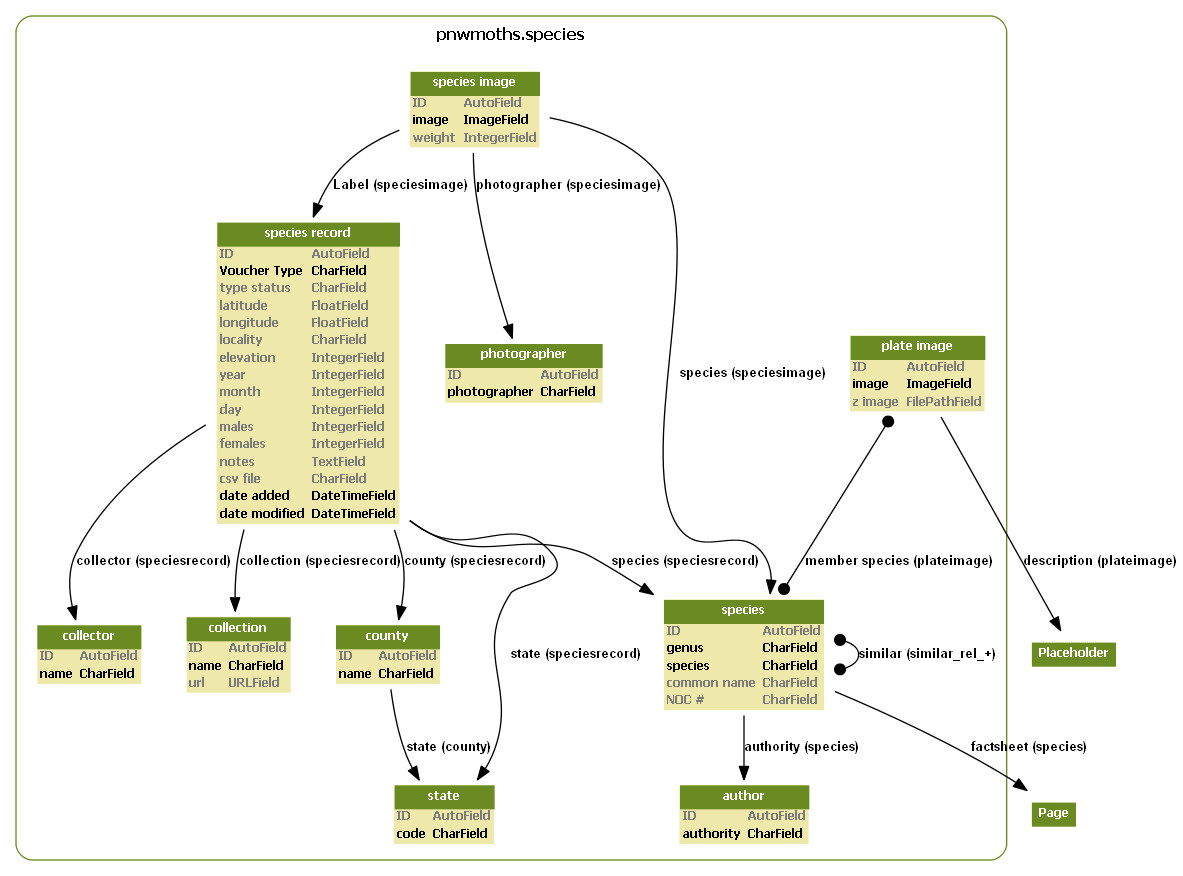 pnwmoths.species
species image
ID AutoField
image ImageField
weight IntegerField
Label (speciesimage)
photographer (speciesimage)
species record
ID AutoField
Voucher Type CharField
type status CharField
latitude FloatField
longitude FloatField
locality CharField
elevation IntegerField
year IntegerField
month IntegerField
day IntegerField
males IntegerField
females IntegerField
notes TextField
csv file CharField
date added DateTimeField
date modified DateTimeField
photographer
ID AutoField
photographer CharField
species (speciesimage)
plate image
ID AutoField
image ImageField
z image FilePathField
collector (speciesrecord)
collection (speciesrecord)
county (speciesrecord)
species (speciesrecord)
member species (plateimage)
description (plateimage)
collector
ID AutoField
name CharField
collection
ID AutoField
name CharField
url URLField
county
ID AutoField
name CharField
state (speciesrecord)
species
ID AutoField
genus CharField
species CharField
common name CharField
NOC # CharField
similar (similar_rel_+)
Placeholder
state (county)
authority (species)
factsheet (species)
state
ID AutoField
code CharField
author
ID AutoField
authority CharField
Page